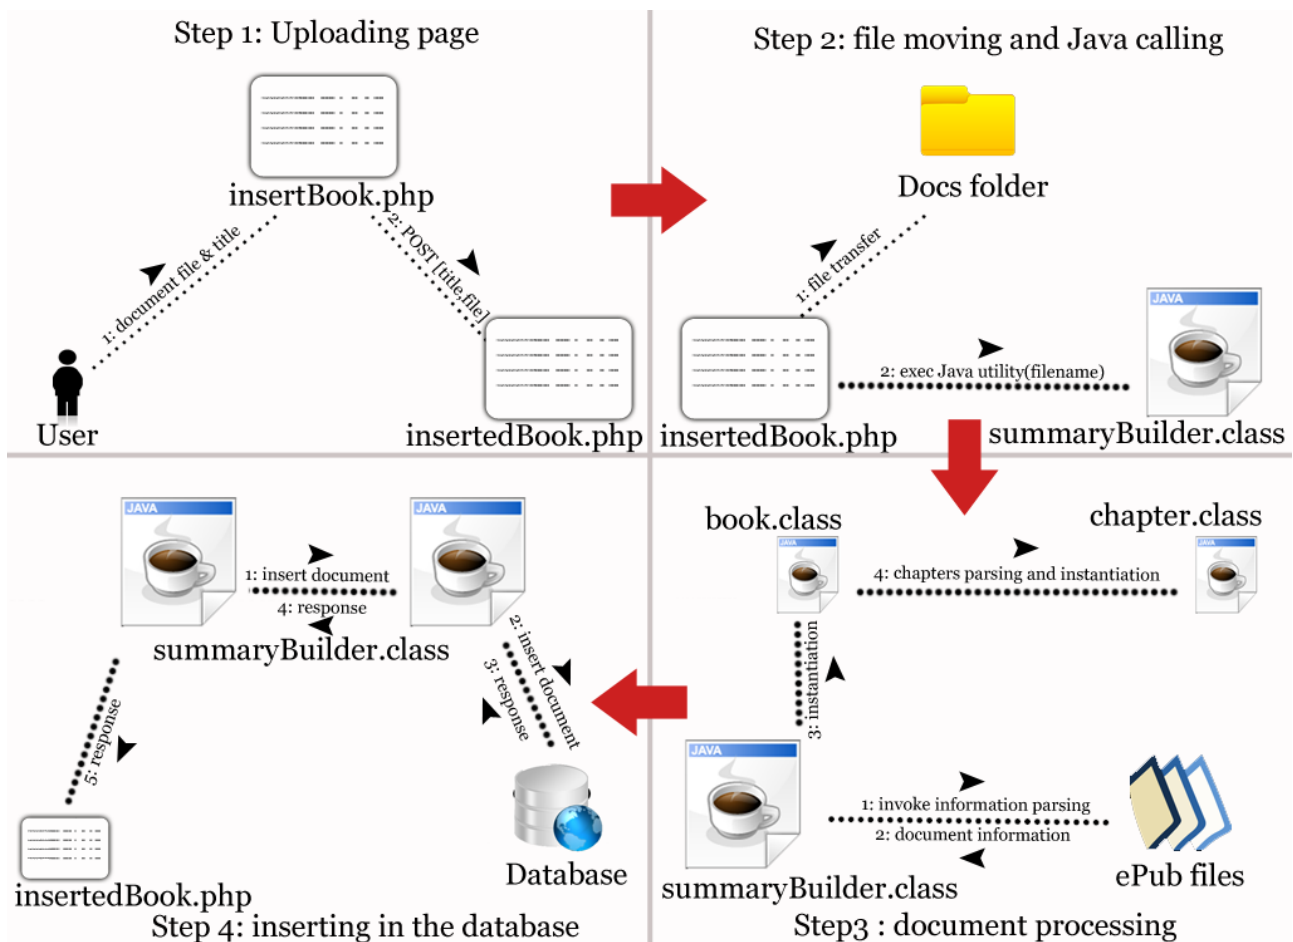 Step 1: Uploading page
insertBook.php
1: document file & title
2: POST [title,file]
User
insertedBook.php
Step 2: file moving and Java calling
Docs folder
1: file transfer
JAVA
2: exec Java utility(filename)
insertedBook.php
summaryBuilder.class
book.class
chapter.class
JAVA
JAVA
4: chapters parsing and instantiation
3: instantiation
JAVA
1: invoke information parsing
2: document information
summaryBuilder.class
ePub files
Step3 : document processing
JAVA
JAVA
1: insert document
4: response
summaryBuilder.class
2: insert document
3: response
5: response
Database
insertedBook.php
Step 4: inserting in the database